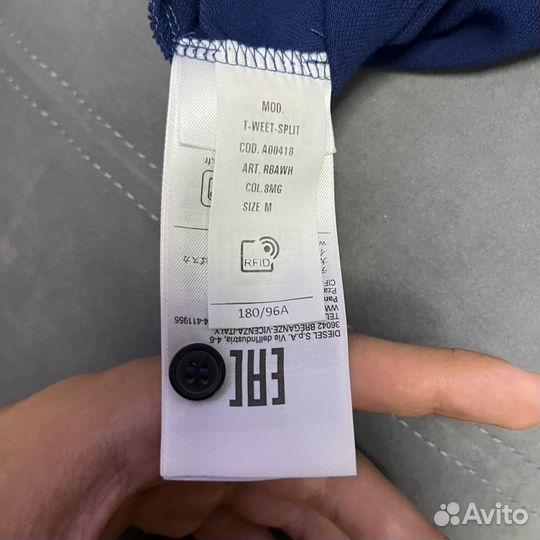 MOD.
T-WEET-SPLIT
COD. A00418
ART. RBAWH
COL.8MG
SIZE M
RFID
180/96A
DIESEL S.p.A. Via dell'industria, 4-6
36042 BREGANZE-VICENZA-ITALY
EAC
Avito